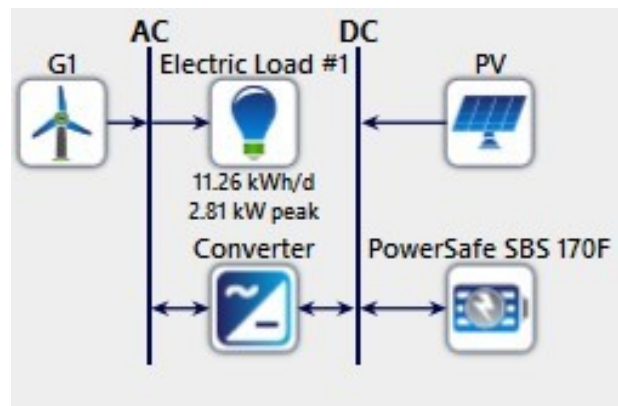 AC DC
G1 Electric Load #1 PV
11.26 kWh/d
2.81 kW peak
Converter PowerSafe SBS 170F